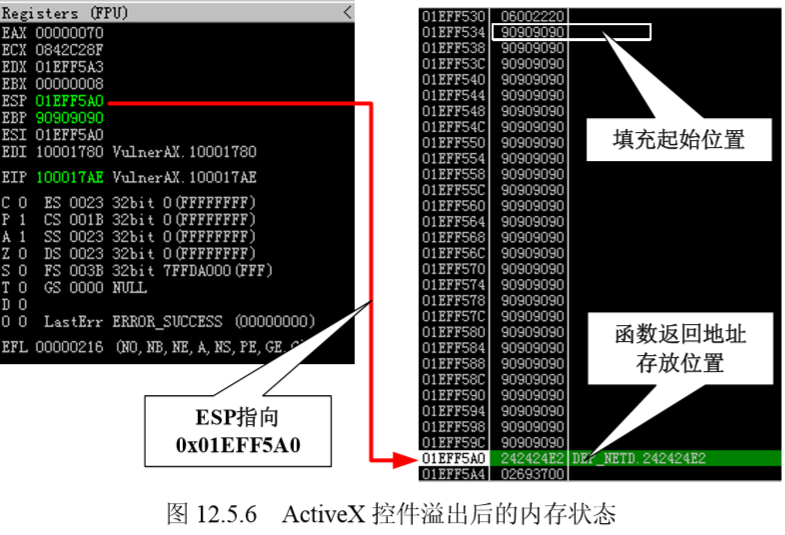 Registers (FPU) <
EAX 00000070
ECX 0842C28F
EDX 01EFF5A3
EBX 00000008
ESP 01EFF5A0
EBP 90909090
ESI 01EFF5A0
EDI 10001780 VulnerAX.10001780
EIP 100017AE VulnerAX.100017AE
C 0 ES 0023 32bit 0(FFFFFFFF)
P 1 CS 001B 32bit 0(FFFFFFFF)
A 1 SS 0023 32bit 0(FFFFFFFF)
Z 0 DS 0023 32bit 0(FFFFFFFF)
S 0 FS 003B 32bit 7FFDA000(FFF)
T 0 GS 0000 NULL
D 0
O 0 LastErr ERROR_SUCCESS (00000000)
EFL 00000216 (NO,NB,NE,A,NS,PE,GE,G)
ESP指向
0x01EFF5A0
01EFF530 06002220
01EFF534 90909090
01EFF538 90909090
01EFF53C 90909090
01EFF540 90909090
01EFF544 90909090
01EFF548 90909090
01EFF54C 90909090
01EFF550 90909090
01EFF554 90909090
01EFF558 90909090
01EFF55C 90909090
01EFF560 90909090
01EFF564 90909090
01EFF568 90909090
01EFF56C 90909090
01EFF570 90909090
01EFF574 90909090
01EFF578 90909090
01EFF57C 90909090
01EFF580 90909090
01EFF584 90909090
01EFF588 90909090
01EFF58C 90909090
01EFF590 90909090
01EFF594 90909090
01EFF598 90909090
01EFF59C 90909090
01EFF5A0 242424E2 DEP_NETD.242424E2
01EFF5A4 02693700
填充起始位置
函数返回地址
存放位置
图 12.5.6 ActiveX 控件溢出后的内存状态